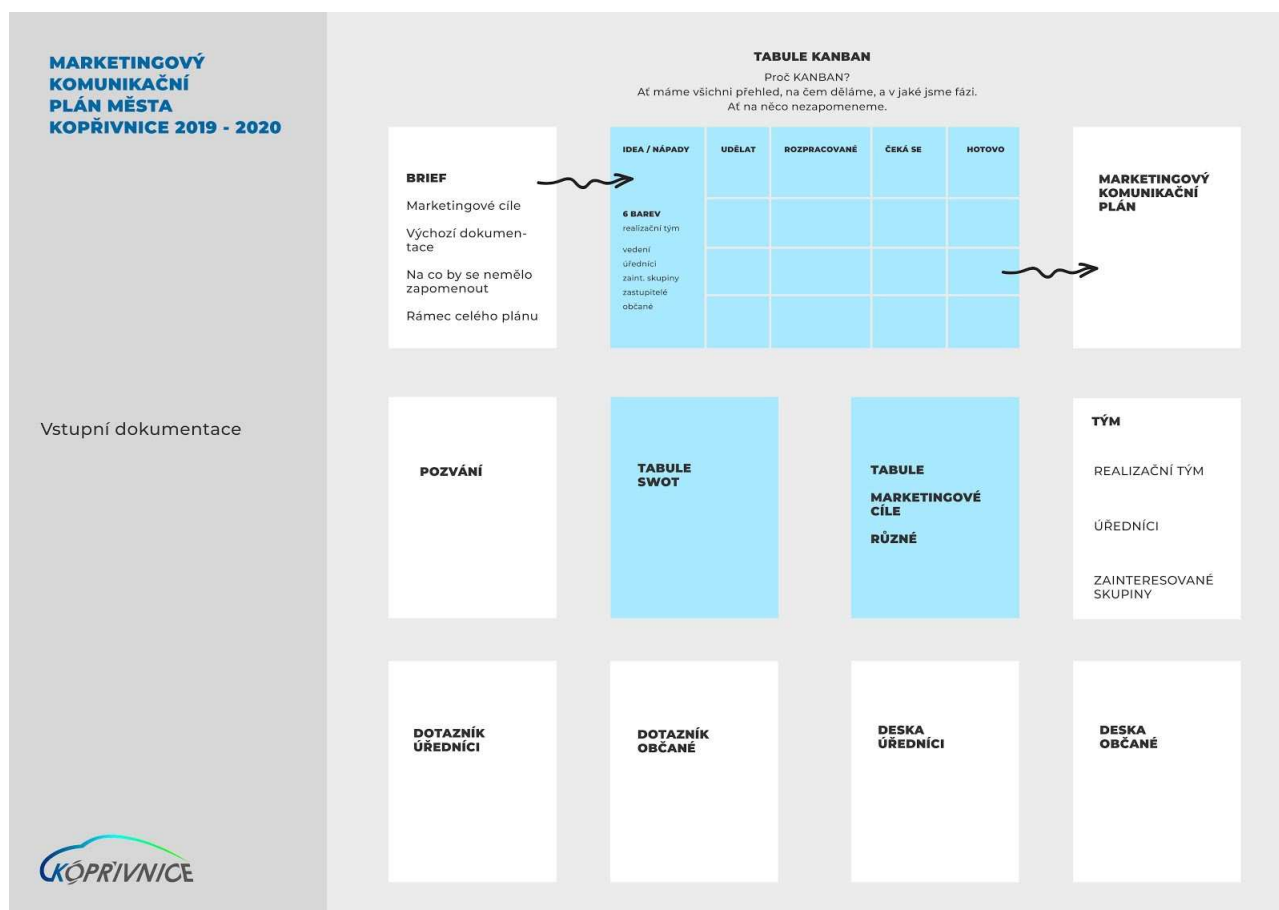 MARKETINGOVÝ
KOMUNIKAČNÍ
PLÁN MĚSTA
KOPŘIVNICE 2019 - 2020
Vstupní dokumentace
KOPŘIVNICE
TABULE KANBAN
Proč KANBAN?
Ať máme všichni přehled, na čem děláme, a v jaké jsme fázi.
Ať na něco nezapomeneme.
BRIEF
Marketingové cíle
Výchozí dokumen-
tace
Na co by se nemělo
zapomenout
Rámec celého plánu
IDEA / NÁPADY
UDĚLAT
ROZPRACOVANÉ
ČEKÁ SE
HOTOVO
6 BAREV
realizační tým
vedení
úředníci
zaint. skupiny
zastupitelé
občané
MARKETINGOVÝ
KOMUNIKAČNÍ
PLÁN
POZVÁNÍ
TABULE
SWOT
TABULE
MARKETINGOVÉ
CÍLE
RŮZNÉ
TÝM
REALIZAČNÍ TÝM
ÚŘEDNÍCI
ZAINTERESOVANÉ
SKUPINY
DOTAZNÍK
ÚŘEDNÍCI
DOTAZNÍK
OBČANÉ
DESKA
ÚŘEDNÍCI
DESKA
OBČANÉ